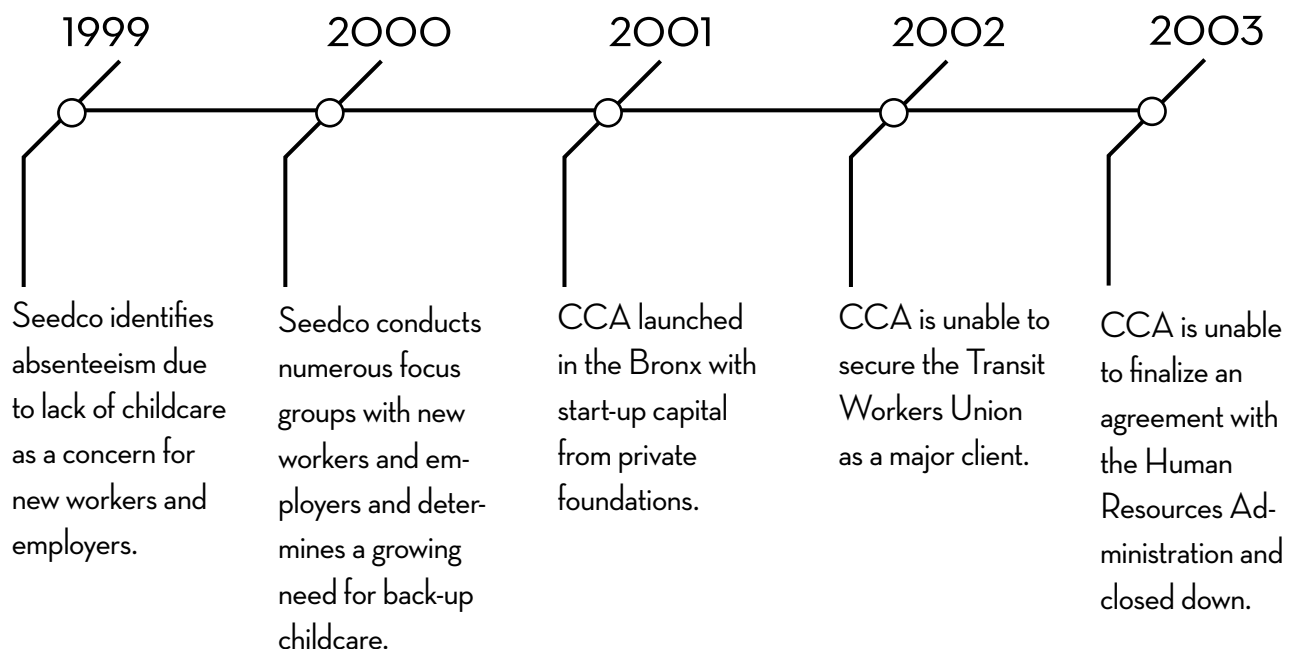 1999
2000
2001
2002
2003
Seedco identifies
absenteeism due
to lack of childcare
as a concern for
new workers and
employers.
Seedco conducts
numerous focus
groups with new
workers and em-
ployers and deter-
mines a growing
need for back-up
childcare.
CCA launched
in the Bronx with
start-up capital
from private
foundations.
CCA is unable to
secure the Transit
Workers Union
as a major client.
CCA is unable
to finalize an
agreement with
the Human
Resources Ad-
ministration and
closed down.